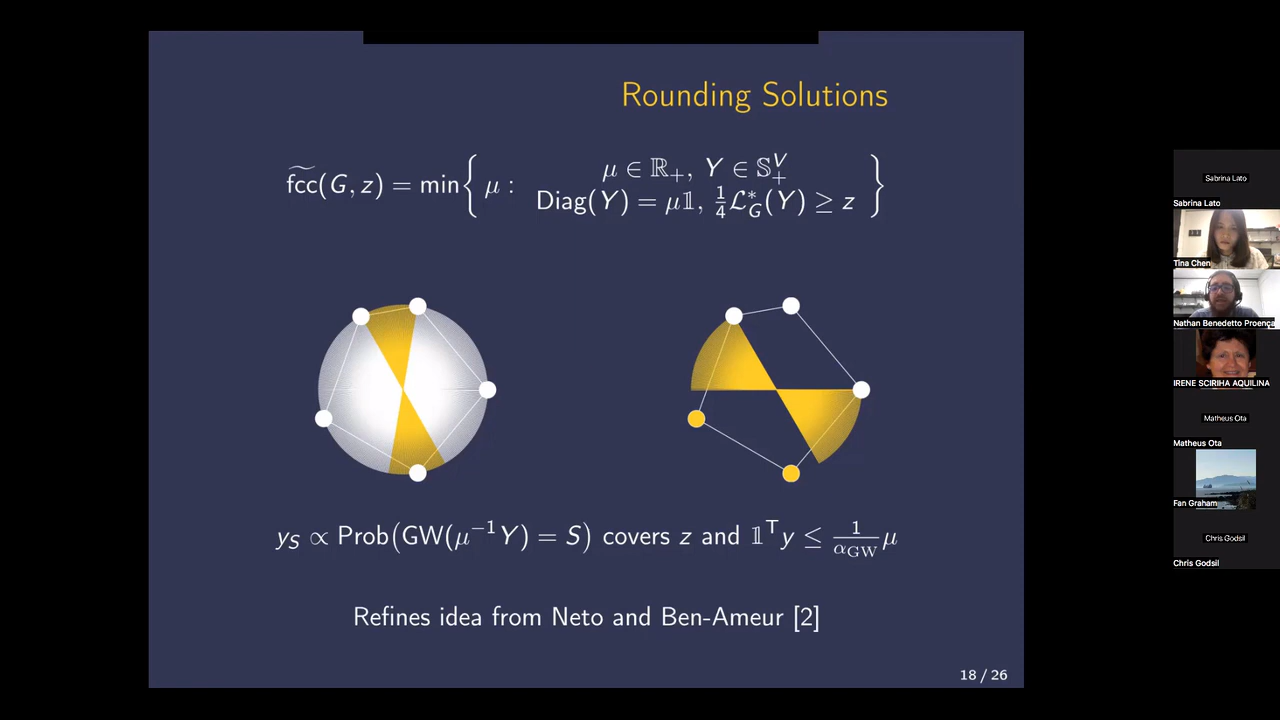 Rounding Solutions
f̃cc(G, z) = min { μ : μ ∈ ℝ₊, Y ∈ 𝕊₊ⱽ
Diag(Y) = μ𝟙, ¼ℒ*_G(Y) ≥ z }
y_S ∝ Prob(GW(μ⁻¹Y) = S) covers z and 𝟙ᵀy ≤ 1/α_GW μ
Refines idea from Neto and Ben-Ameur [2]
18 / 26
Sabrina Lato
Sabrina Lato
Tina Chen
Nathan Benedetto Proença
IRENE SCIRIHA AQUILINA
Matheus Ota
Matheus Ota
Fan Graham
Chris Godsil
Chris Godsil